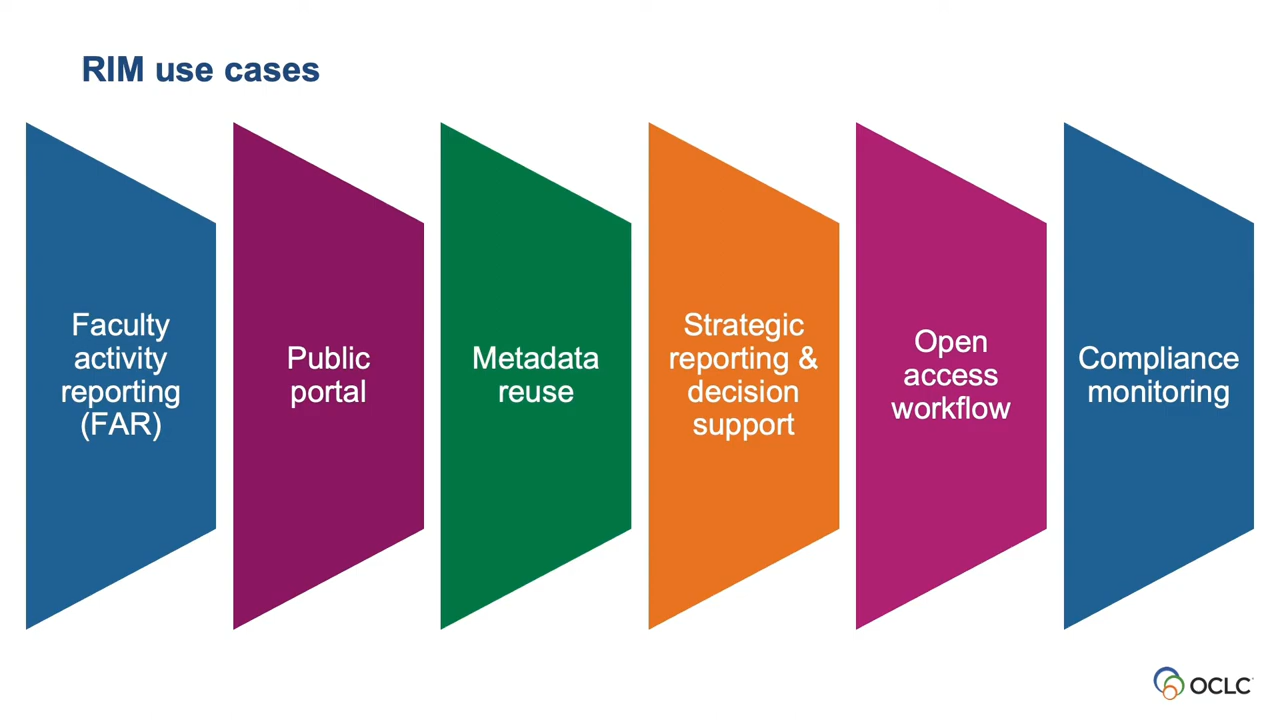 RIM use cases
Faculty
activity
reporting
(FAR)
Public
portal
Metadata
reuse
Strategic
reporting &
decision
support
Open
access
workflow
Compliance
monitoring
OCLC